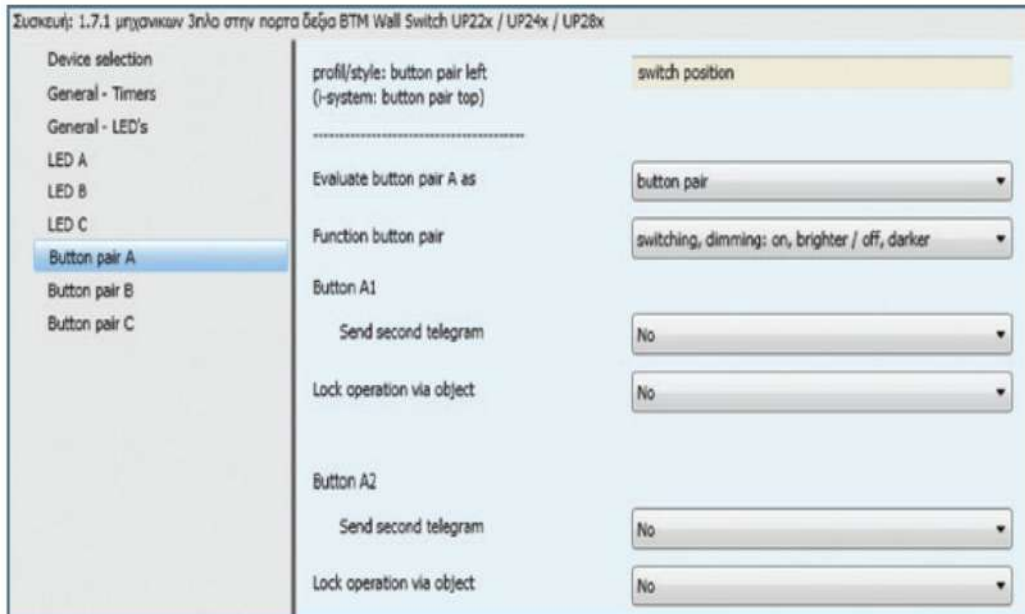 Συσκευή: 1.7.1 μηχανικων 3πλο στην πορτα δεξια BTM Wall Switch UP22x / UP24x / UP28x
Device selection
General - Timers
General - LED's
LED A
LED B
LED C
Button pair A
Button pair B
Button pair C
profil/style: button pair left
(i-system: button pair top)
switch position
----------------------------------------
Evaluate button pair A as
button pair
Function button pair
switching, dimming: on, brighter / off, darker
Button A1
Send second telegram
No
Lock operation via object
No
Button A2
Send second telegram
No
Lock operation via object
No